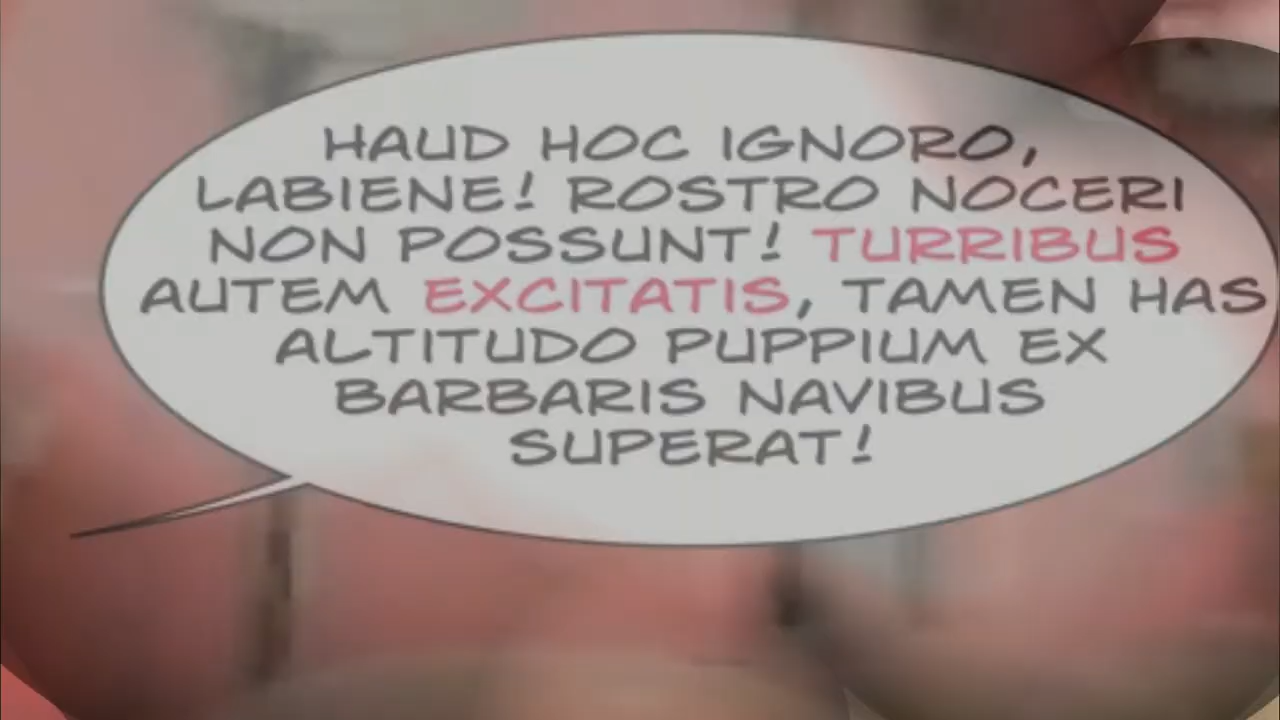 HAUD HOC IGNORO,
LABIENE! ROSTRO NOCERI
NON POSSUNT! TURRIBUS
AUTEM EXCITATIS, TAMEN HAS
ALTITUDO PUPPIUM EX
BARBARIS NAVIBUS
SUPERAT!